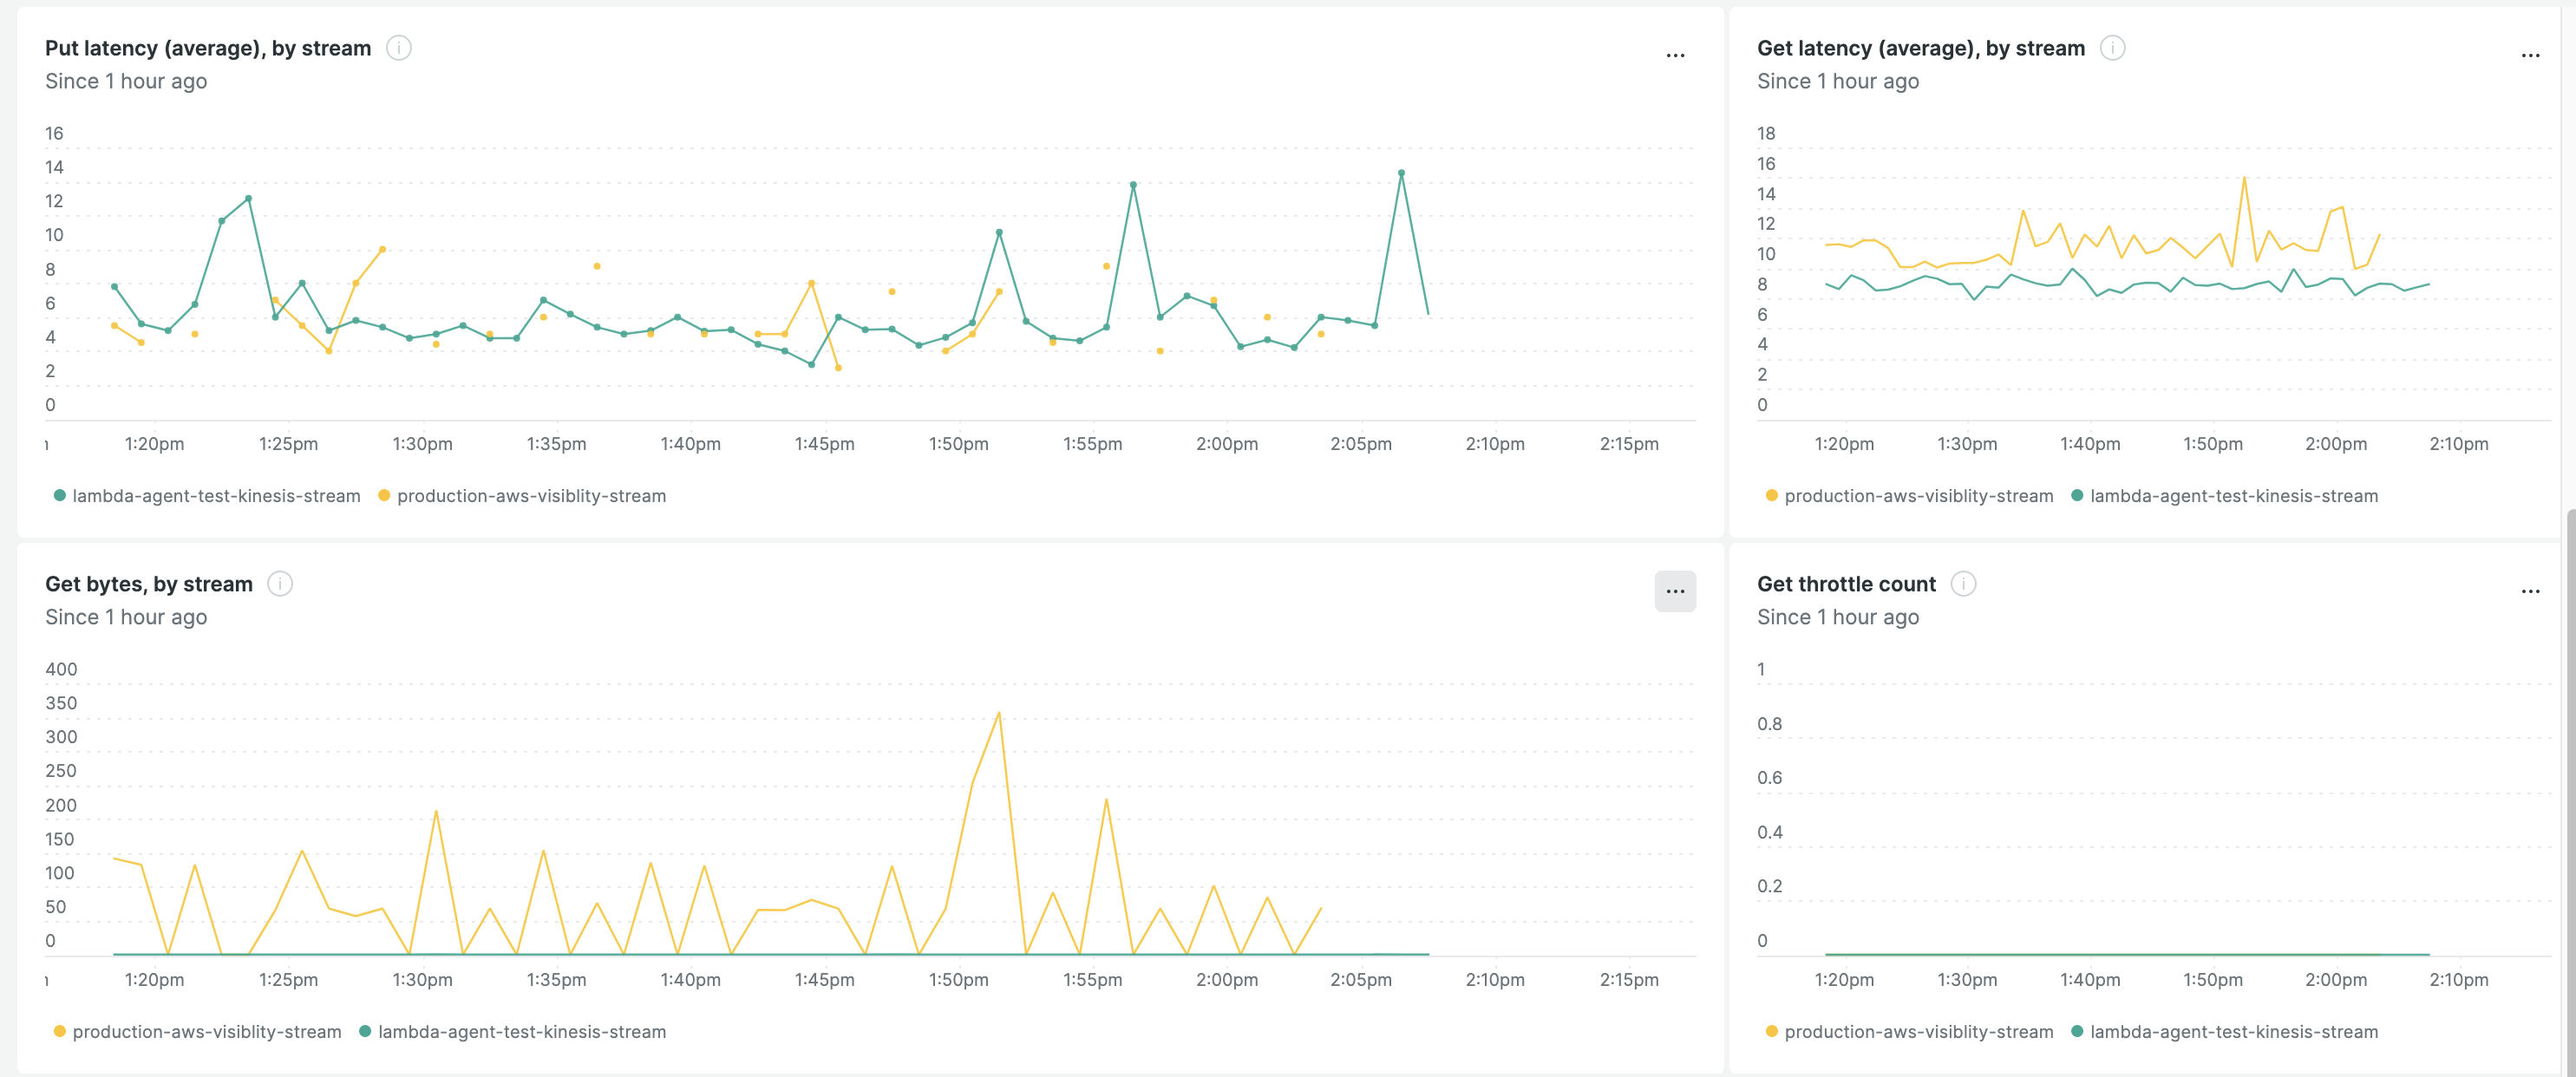 Put latency (average), by stream
Since 1 hour ago
16
14
12
10
8
6
4
2
0
1:20pm 1:25pm 1:30pm 1:35pm 1:40pm 1:45pm 1:50pm 1:55pm 2:00pm 2:05pm 2:10pm 2:15pm
lambda-agent-test-kinesis-stream production-aws-visiblity-stream
Get latency (average), by stream
Since 1 hour ago
18
16
14
12
10
8
6
4
2
0
1:20pm 1:30pm 1:40pm 1:50pm 2:00pm 2:10pm
production-aws-visiblity-stream lambda-agent-test-kinesis-stream
Get bytes, by stream
Since 1 hour ago
400
350
300
250
200
150
100
50
0
1:20pm 1:25pm 1:30pm 1:35pm 1:40pm 1:45pm 1:50pm 1:55pm 2:00pm 2:05pm 2:10pm 2:15pm
production-aws-visiblity-stream lambda-agent-test-kinesis-stream
Get throttle count
Since 1 hour ago
1
0.8
0.6
0.4
0.2
0
1:20pm 1:30pm 1:40pm 1:50pm 2:00pm 2:10pm
production-aws-visiblity-stream lambda-agent-test-kinesis-stream